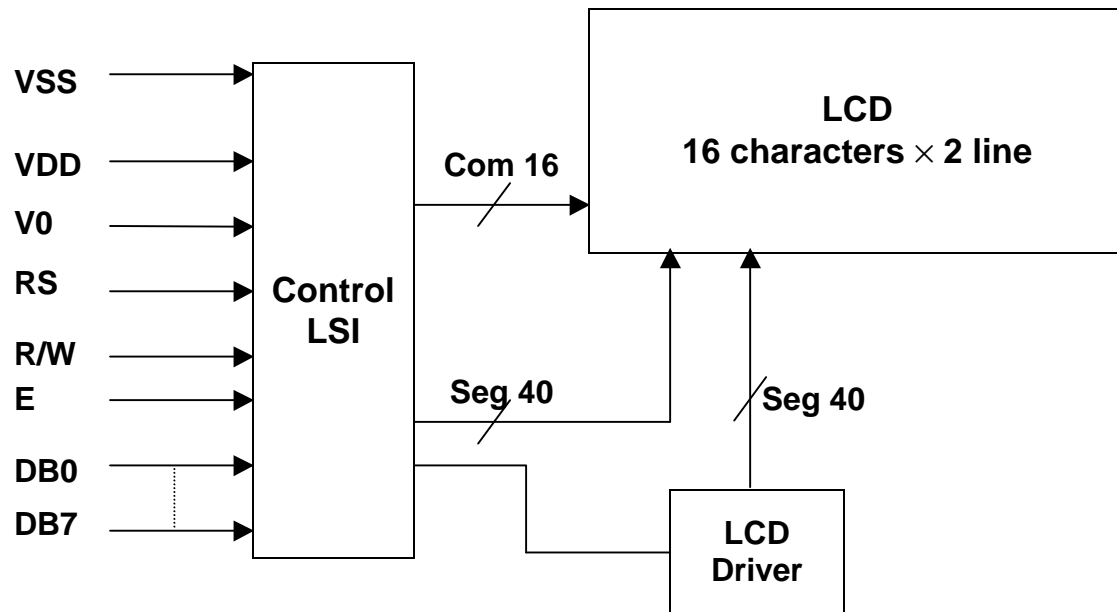 VSS
VDD
V0
RS
R/W
E
DB0
DB7
Control
LSI
Com 16
Seg 40
LCD
16 characters × 2 line
Seg 40
LCD
Driver